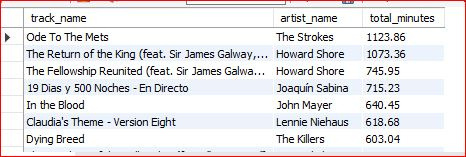 track_name artist_name total_minutes
Ode To The Mets The Strokes 1123.86
The Return of the King (feat. Sir James Galway,... Howard Shore 1073.36
The Fellowship Reunited (feat. Sir James Galwa... Howard Shore 745.95
19 Dias y 500 Noches - En Directo Joaquín Sabina 715.23
In the Blood John Mayer 640.45
Claudia's Theme - Version Eight Lennie Niehaus 618.68
Dying Breed The Killers 603.04